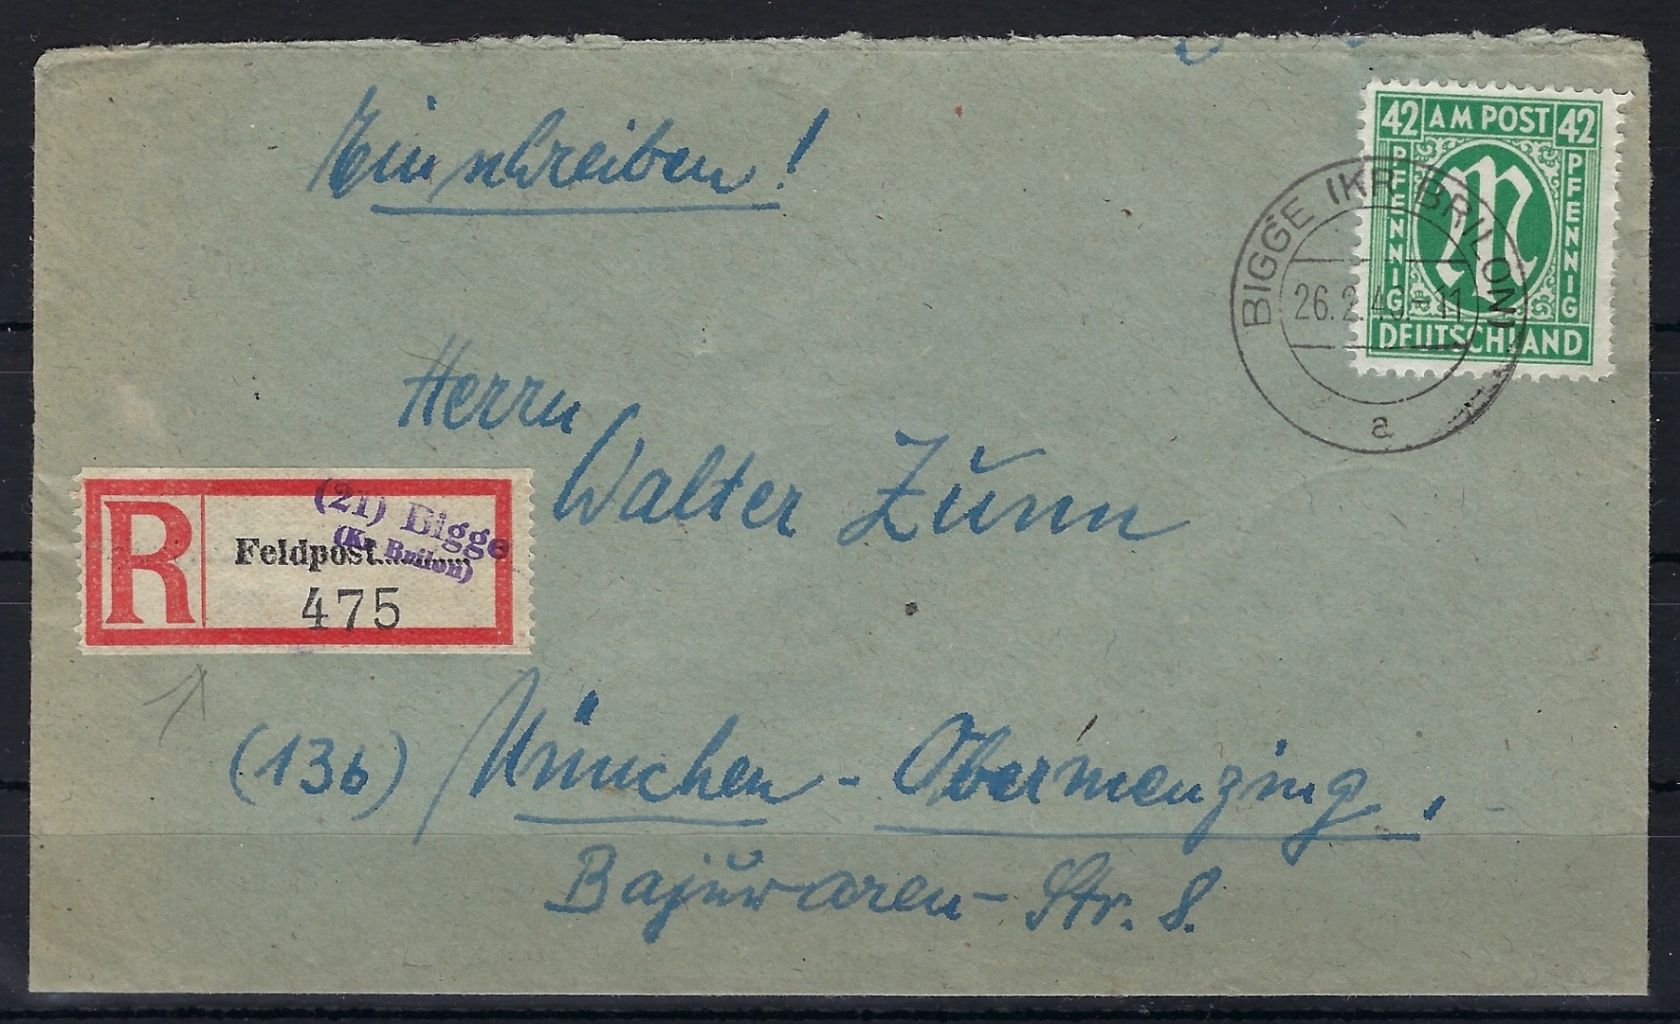 Einschreiben!
42 AM POST 42
PFENNIG
PFENNIG
DEUTSCHLAND
BIGGE (KR BRILON)
26.2.46.-11
a
Herrn
Walter Zunn
R
(21) Bigge
(Kr. Brilon)
Feldpost
475
(13b) München - Obermenzing.
Bajuwaren - Str. 8.